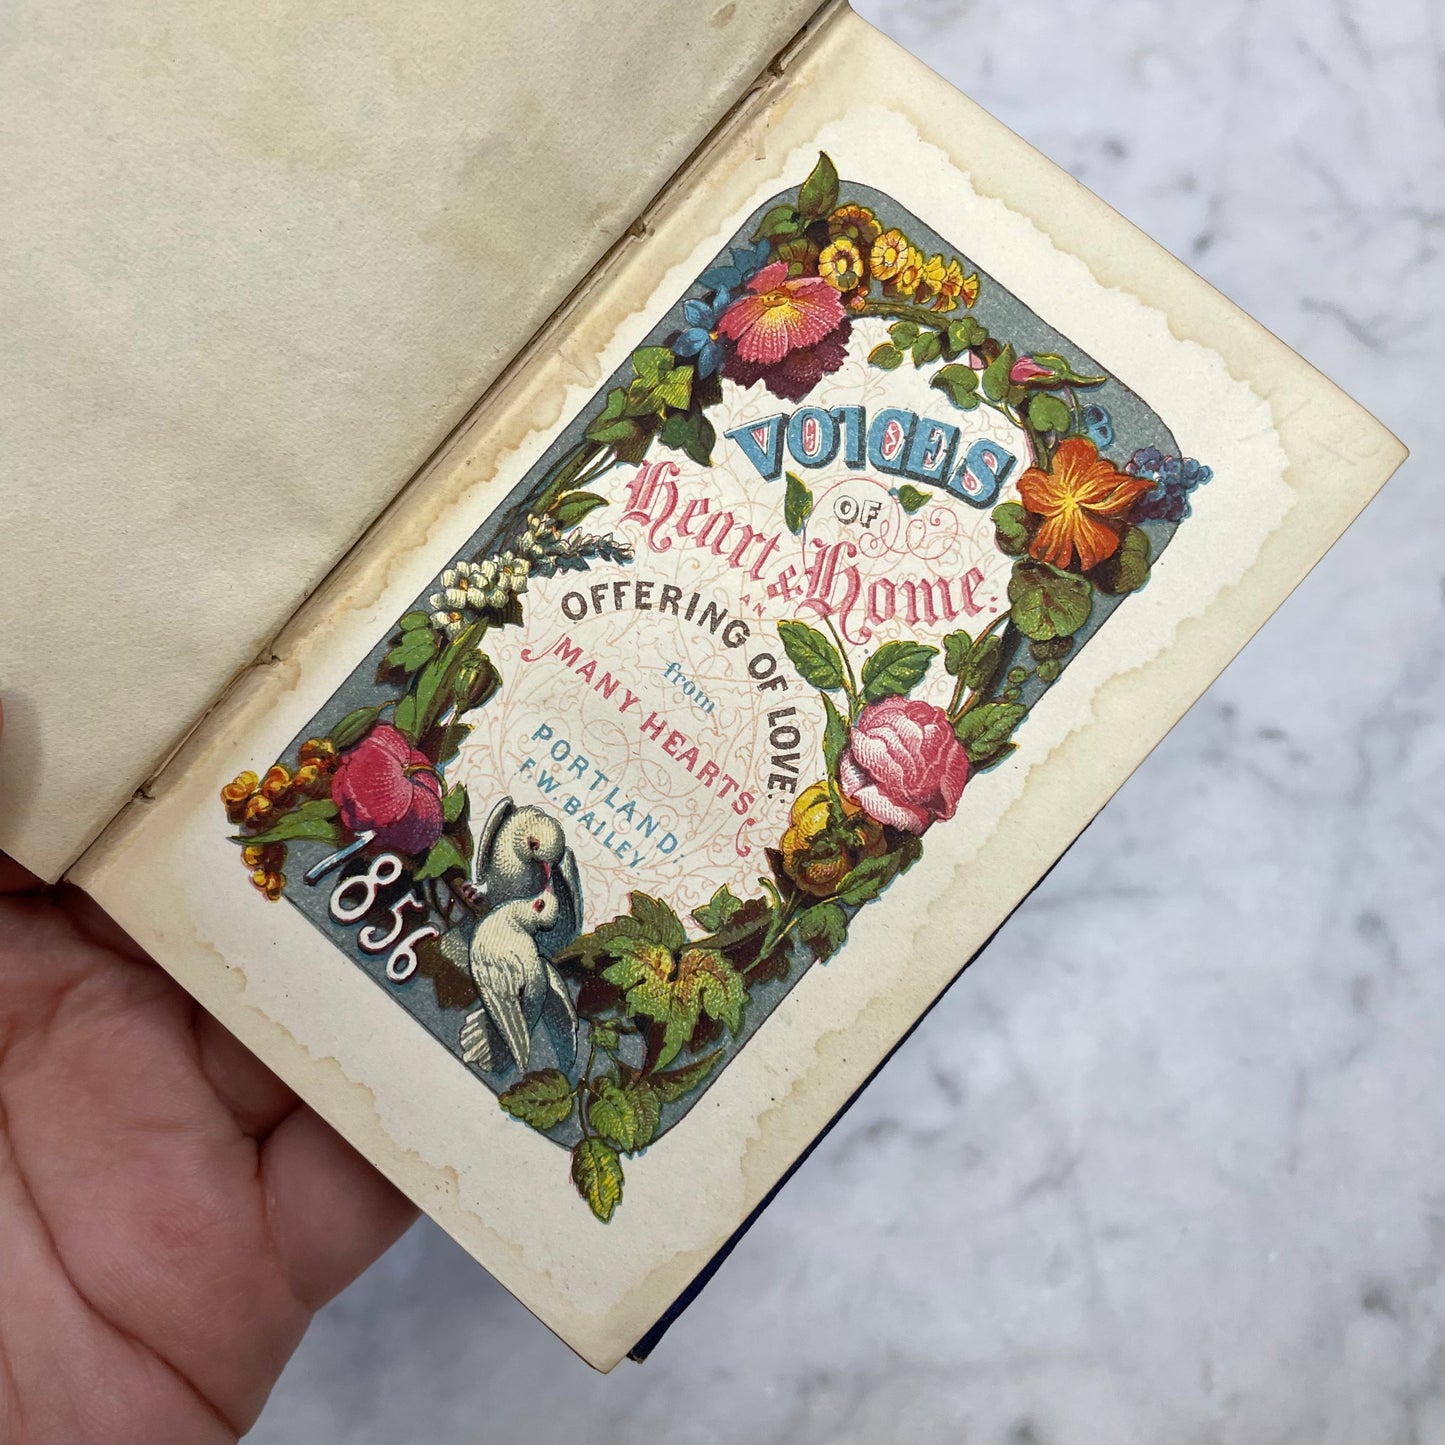 VOICES
OF
Heart & Home:
AN
OFFERING OF LOVE:
from
MANY HEARTS
PORTLAND:
F. W. BAILEY.
1856